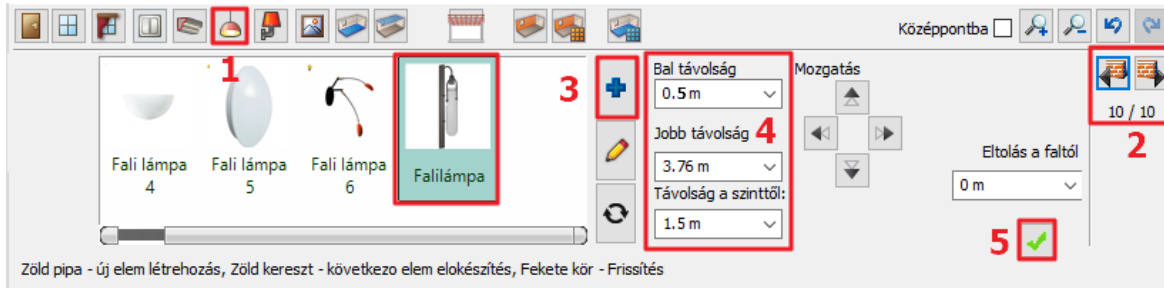 Középpontba
1
Fali lámpa
4
Fali lámpa
5
Fali lámpa
6
Falilámpa
3
Bal távolság
0.5 m
Jobb távolság
4
3.76 m
Távolság a szinttől:
1.5 m
Mozgatás
Eltolás a faltól
0 m
5
10 / 10
2
Zöld pipa - új elem létrehozás, Zöld kereszt - következo elem elokészítés, Fekete kör - Frissítés